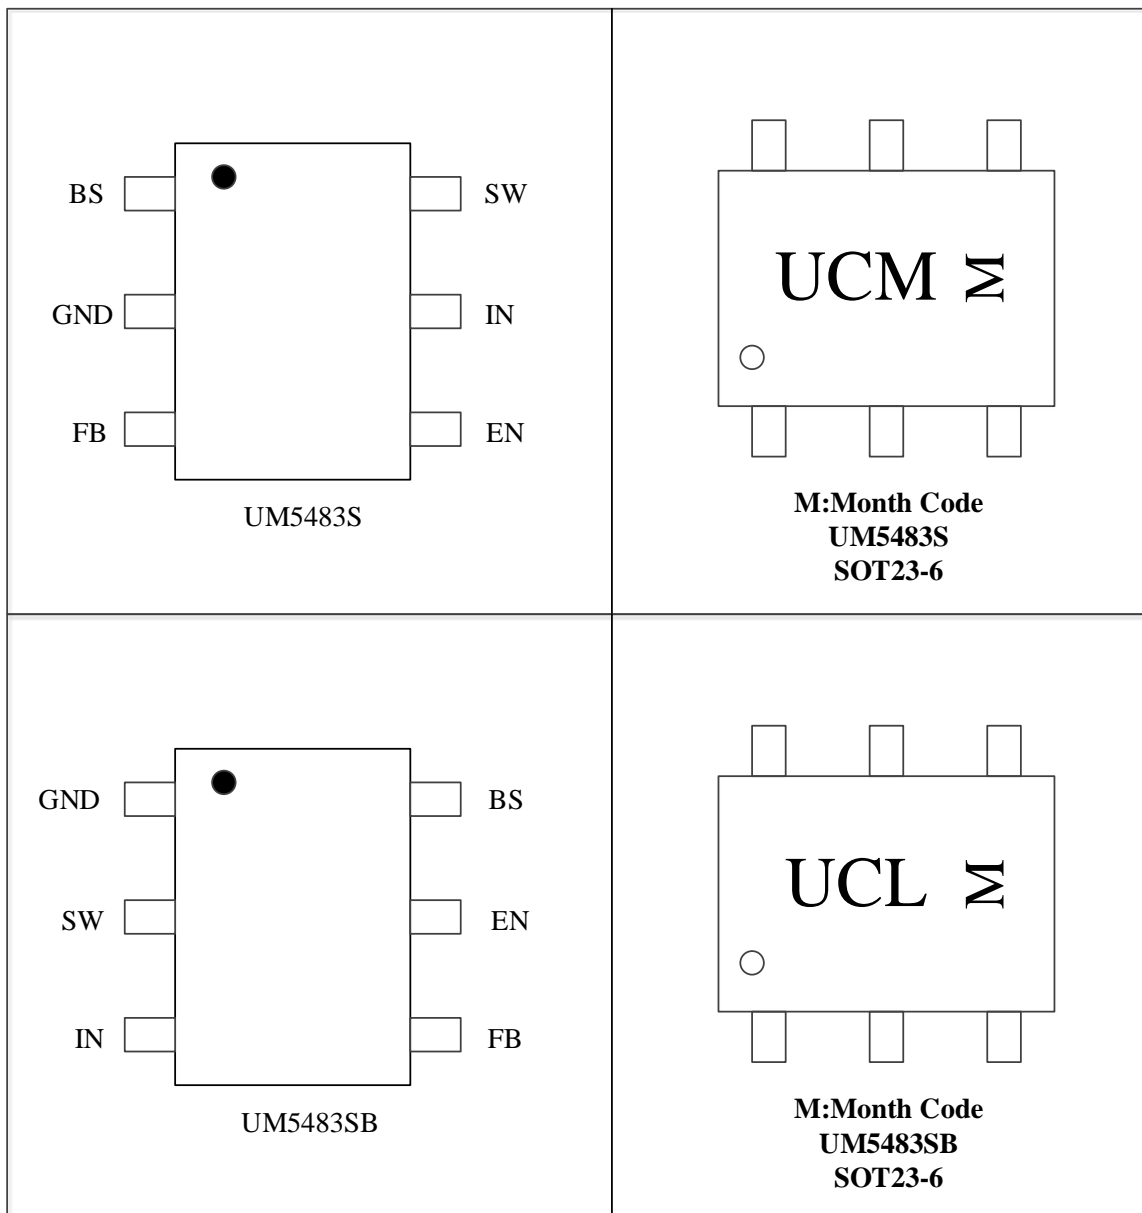 BS
SW
GND
IN
FB
EN
UM5483S
UCM M
M:Month Code
UM5483S
SOT23-6
GND
BS
SW
EN
IN
FB
UM5483SB
UCL M
M:Month Code
UM5483SB
SOT23-6